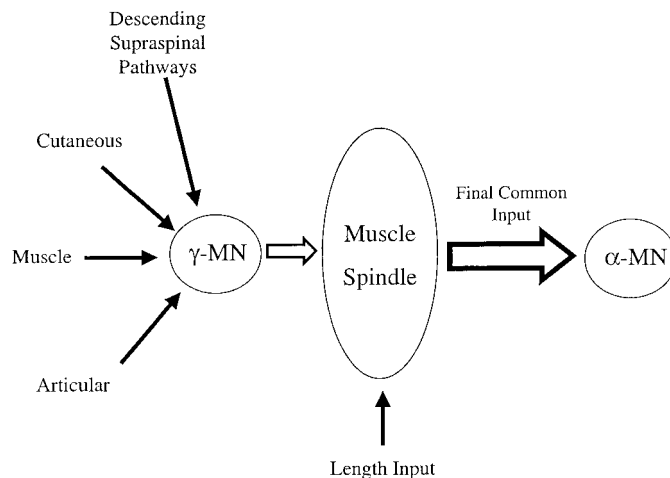 Descending
Supraspinal
Pathways
Cutaneous
Muscle
Articular
γ-MN
Muscle
Spindle
Length Input
Final Common
Input
α-MN